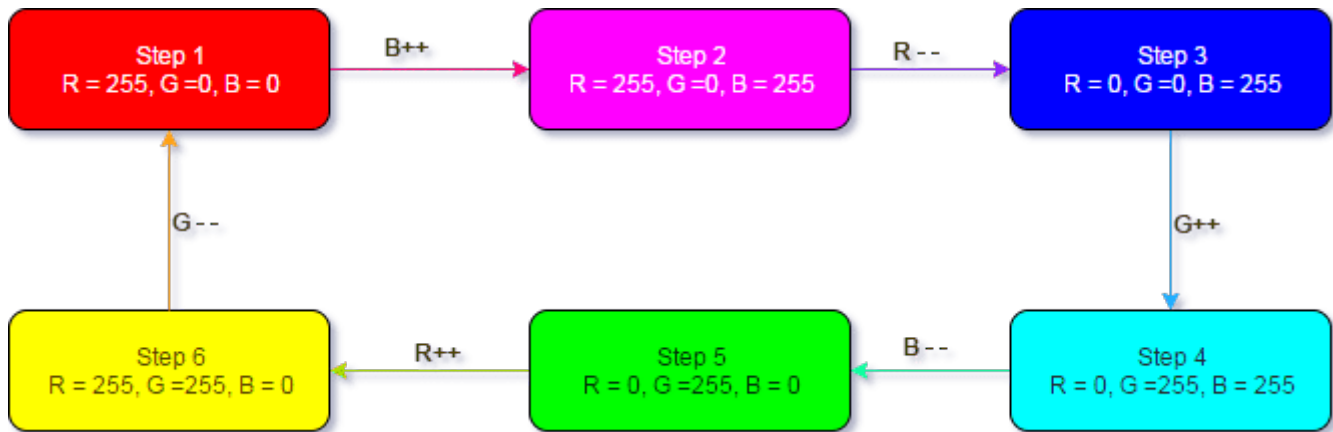 Step 1
R = 255, G =0, B = 0
B++
Step 2
R = 255, G =0, B = 255
R--
Step 3
R = 0, G =0, B = 255
G++
Step 4
R = 0, G =255, B = 255
B--
Step 5
R = 0, G =255, B = 0
R++
Step 6
R = 255, G =255, B = 0
G--